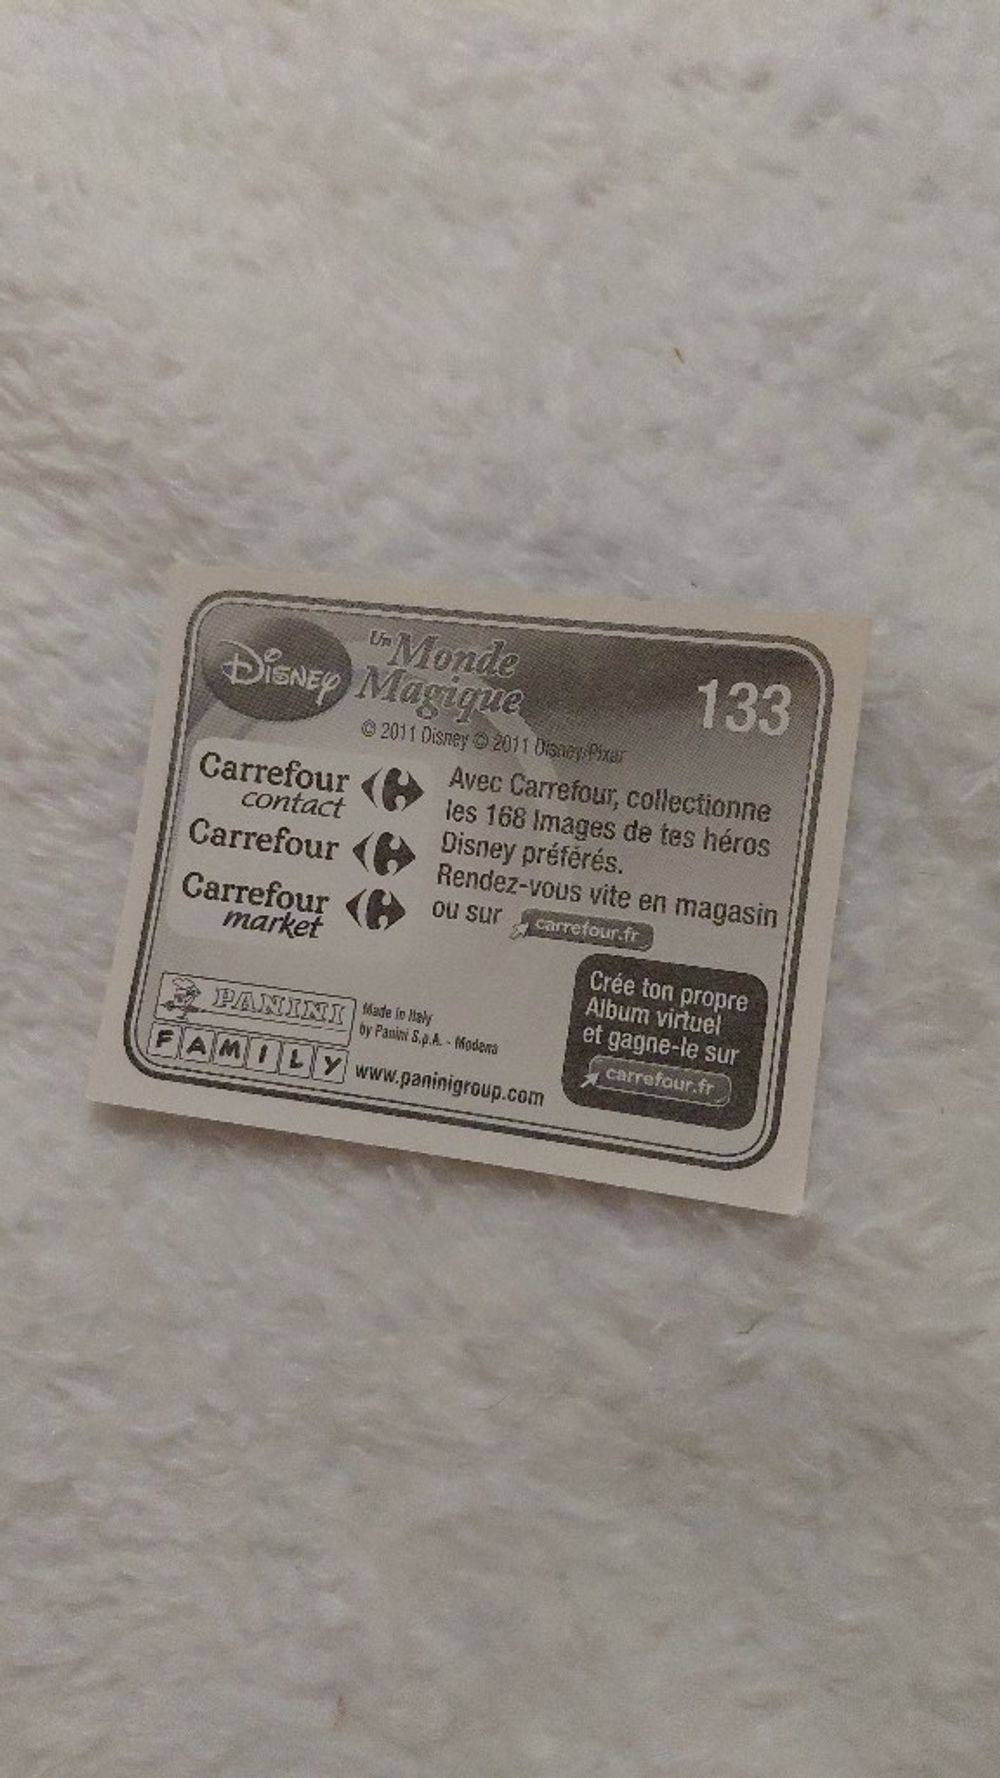 Disney
Un Monde
Magique
133
© 2011 Disney © 2011 Disney/Pixar
Carrefour
contact
Carrefour
Carrefour
market
Avec Carrefour, collectionne
les 168 Images de tes héros
Disney préférés.
Rendez-vous vite en magasin
ou sur carrefour.fr
PANINI
FAMILY
Made in Italy
by Panini S.p.A. - Modena
www.paninigroup.com
Crée ton propre
Album virtuel
et gagne-le sur
carrefour.fr